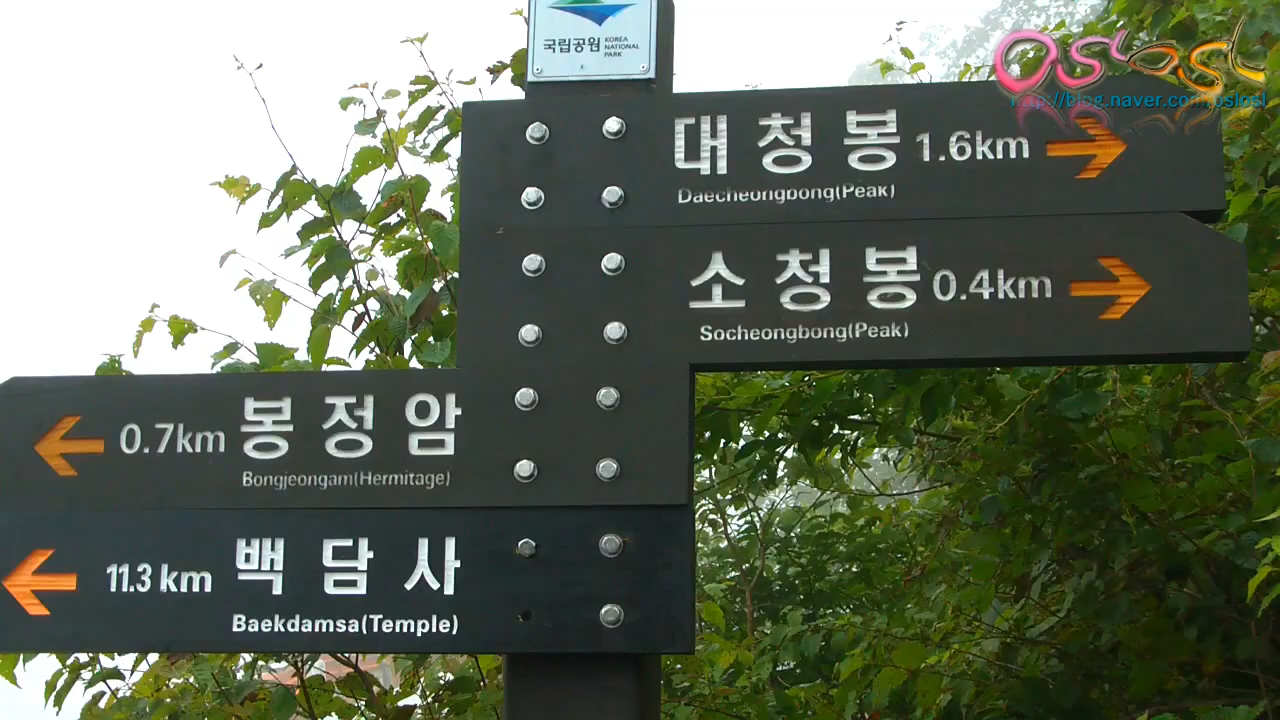 국립공원 KOREA NATIONAL PARK
oslosl
http://blog.naver.com/oslosl
대청봉 1.6km
Daecheongbong(Peak)
소청봉 0.4km
Socheongbong(Peak)
0.7km 봉정암
Bongjeongam(Hermitage)
11.3 km 백담사
Baekdamsa(Temple)